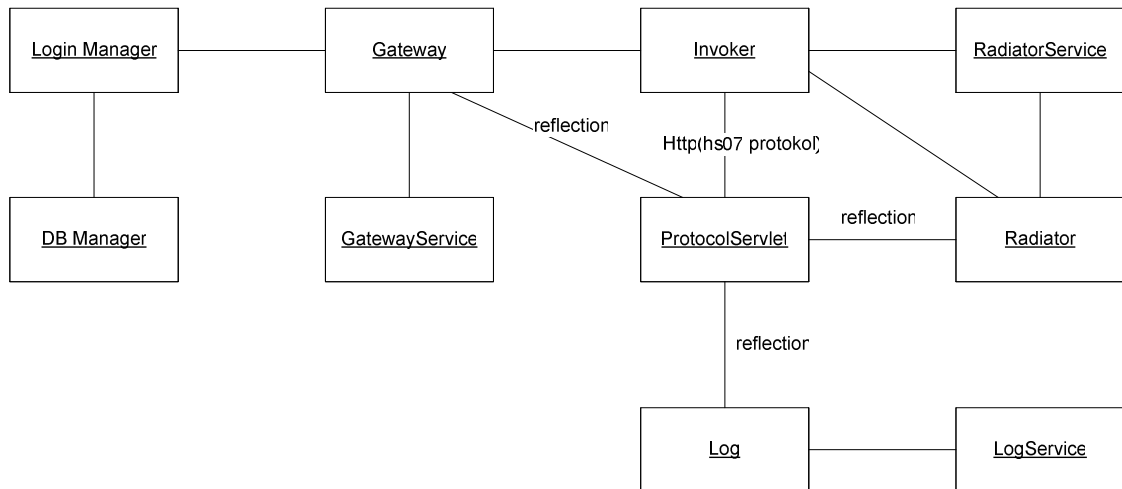 Login Manager
Gateway
Invoker
RadiatorService
reflection
Http(hs07 protokol)
DB Manager
GatewayService
ProtocolServlet
reflection
Radiator
reflection
Log
LogService